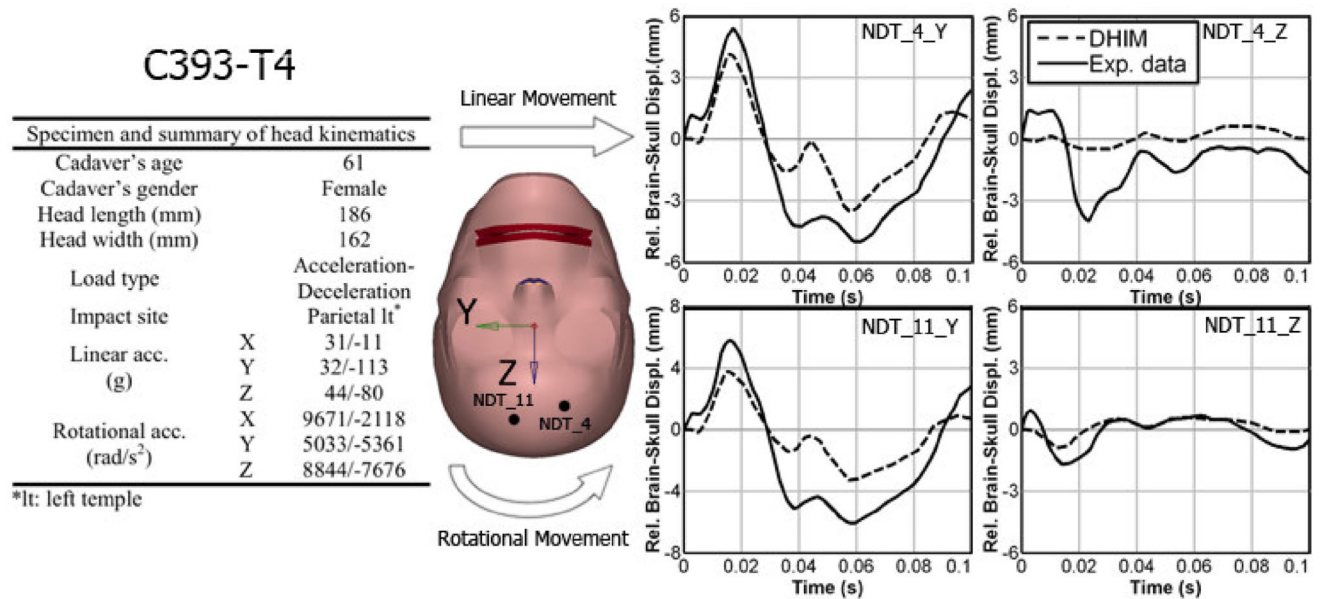 C393-T4
Specimen and summary of head kinematics
Cadaver's age 61
Cadaver's gender Female
Head length (mm) 186
Head width (mm) 162
Load type Acceleration-
Deceleration
Impact site Parietal lt*
Linear acc.
(g)
X 31/-11
Y 32/-113
Z 44/-80
Rotational acc.
(rad/s²)
X 9671/-2118
Y 5033/-5361
Z 8844/-7676
*lt: left temple
Linear Movement
Y
Z
NDT_11
NDT_4
Rotational Movement
NDT_4_Y
Rel. Brain-Skull Displ.(mm)
6
3
0
-3
-6
0 0.02 0.04 0.06 0.08 0.1
Time (s)
NDT_4_Z
DHIM
Exp. data
Rel. Brain-Skull Displ. (mm)
6
3
0
-3
-6
0 0.02 0.04 0.06 0.08 0.1
Time (s)
NDT_11_Y
Rel. Brain-Skull Displ. (mm)
8
4
0
-4
-8
0 0.02 0.04 0.06 0.08 0.1
Time (s)
NDT_11_Z
Rel. Brain-Skull Displ. (mm)
6
3
0
-3
-6
0 0.02 0.04 0.06 0.08 0.1
Time (s)